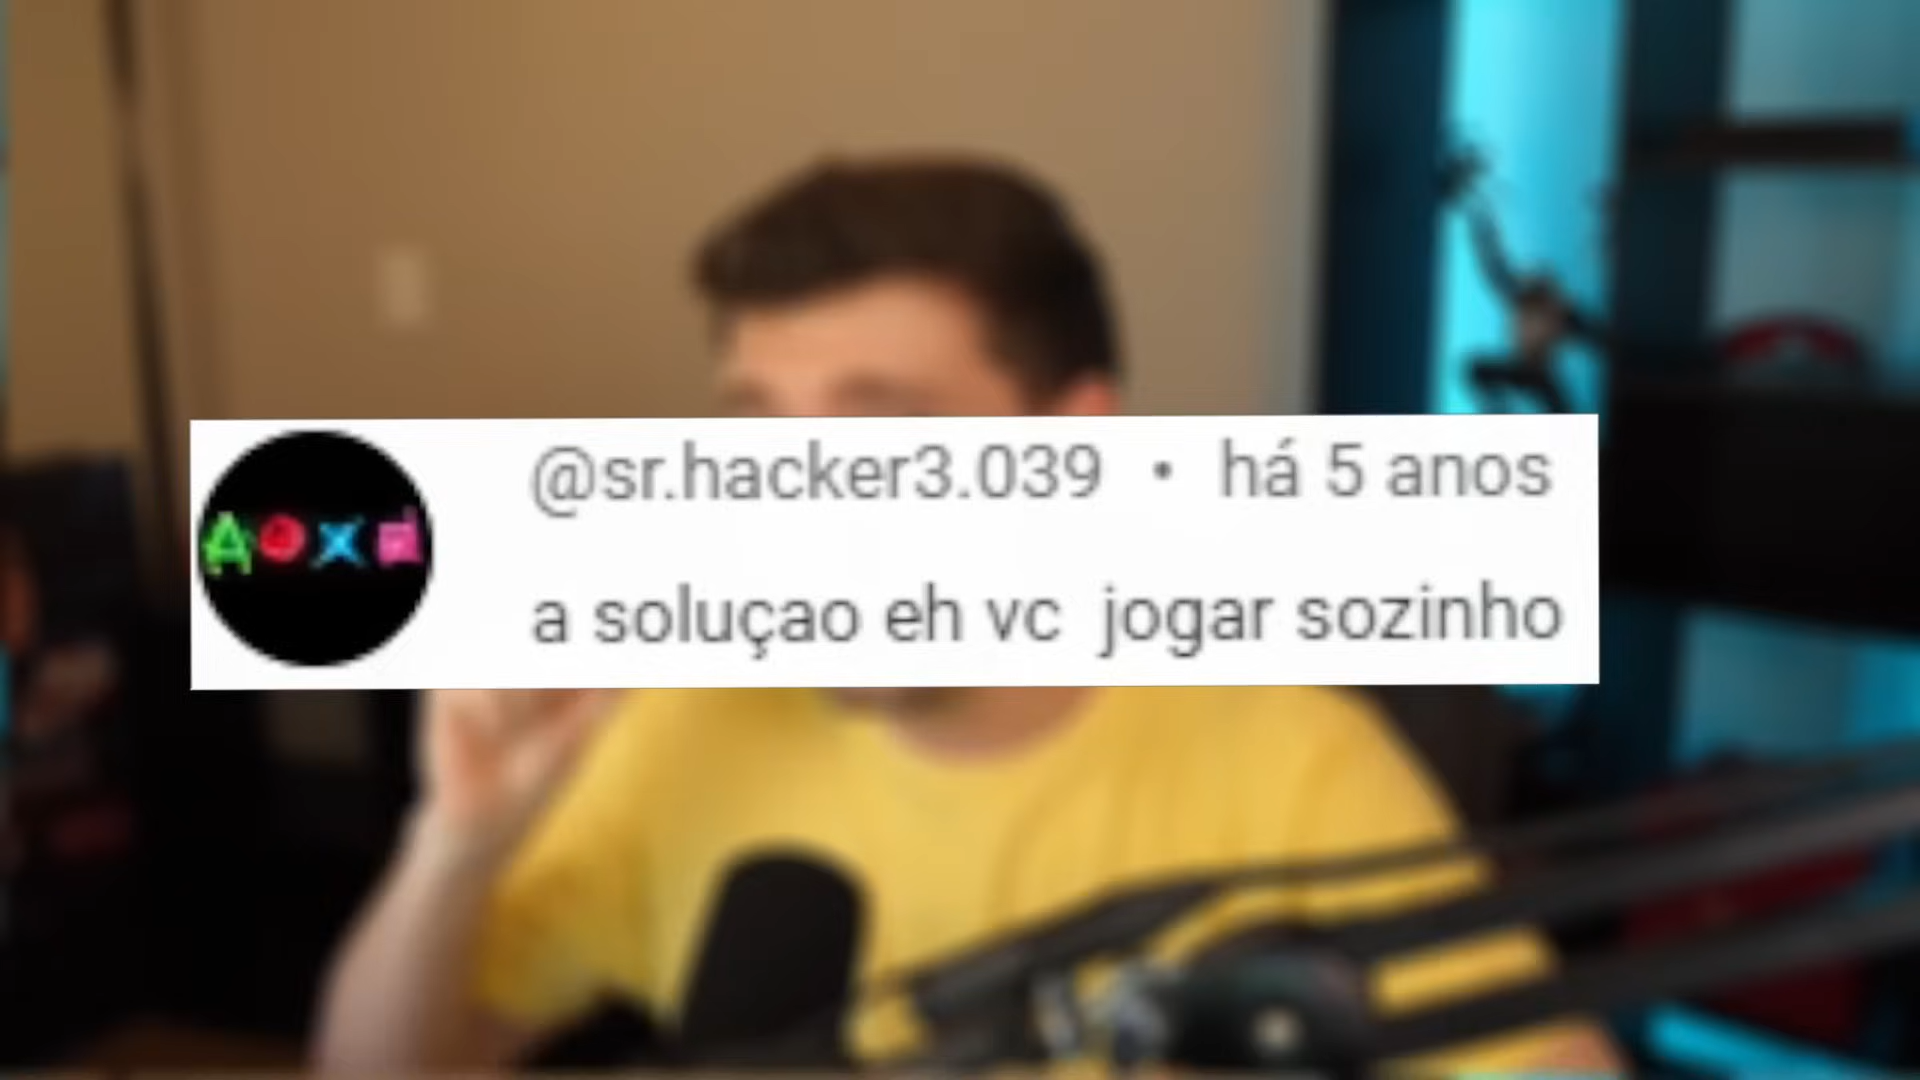 @sr.hacker3.039 • há 5 anos
a soluçao eh vc jogar sozinho